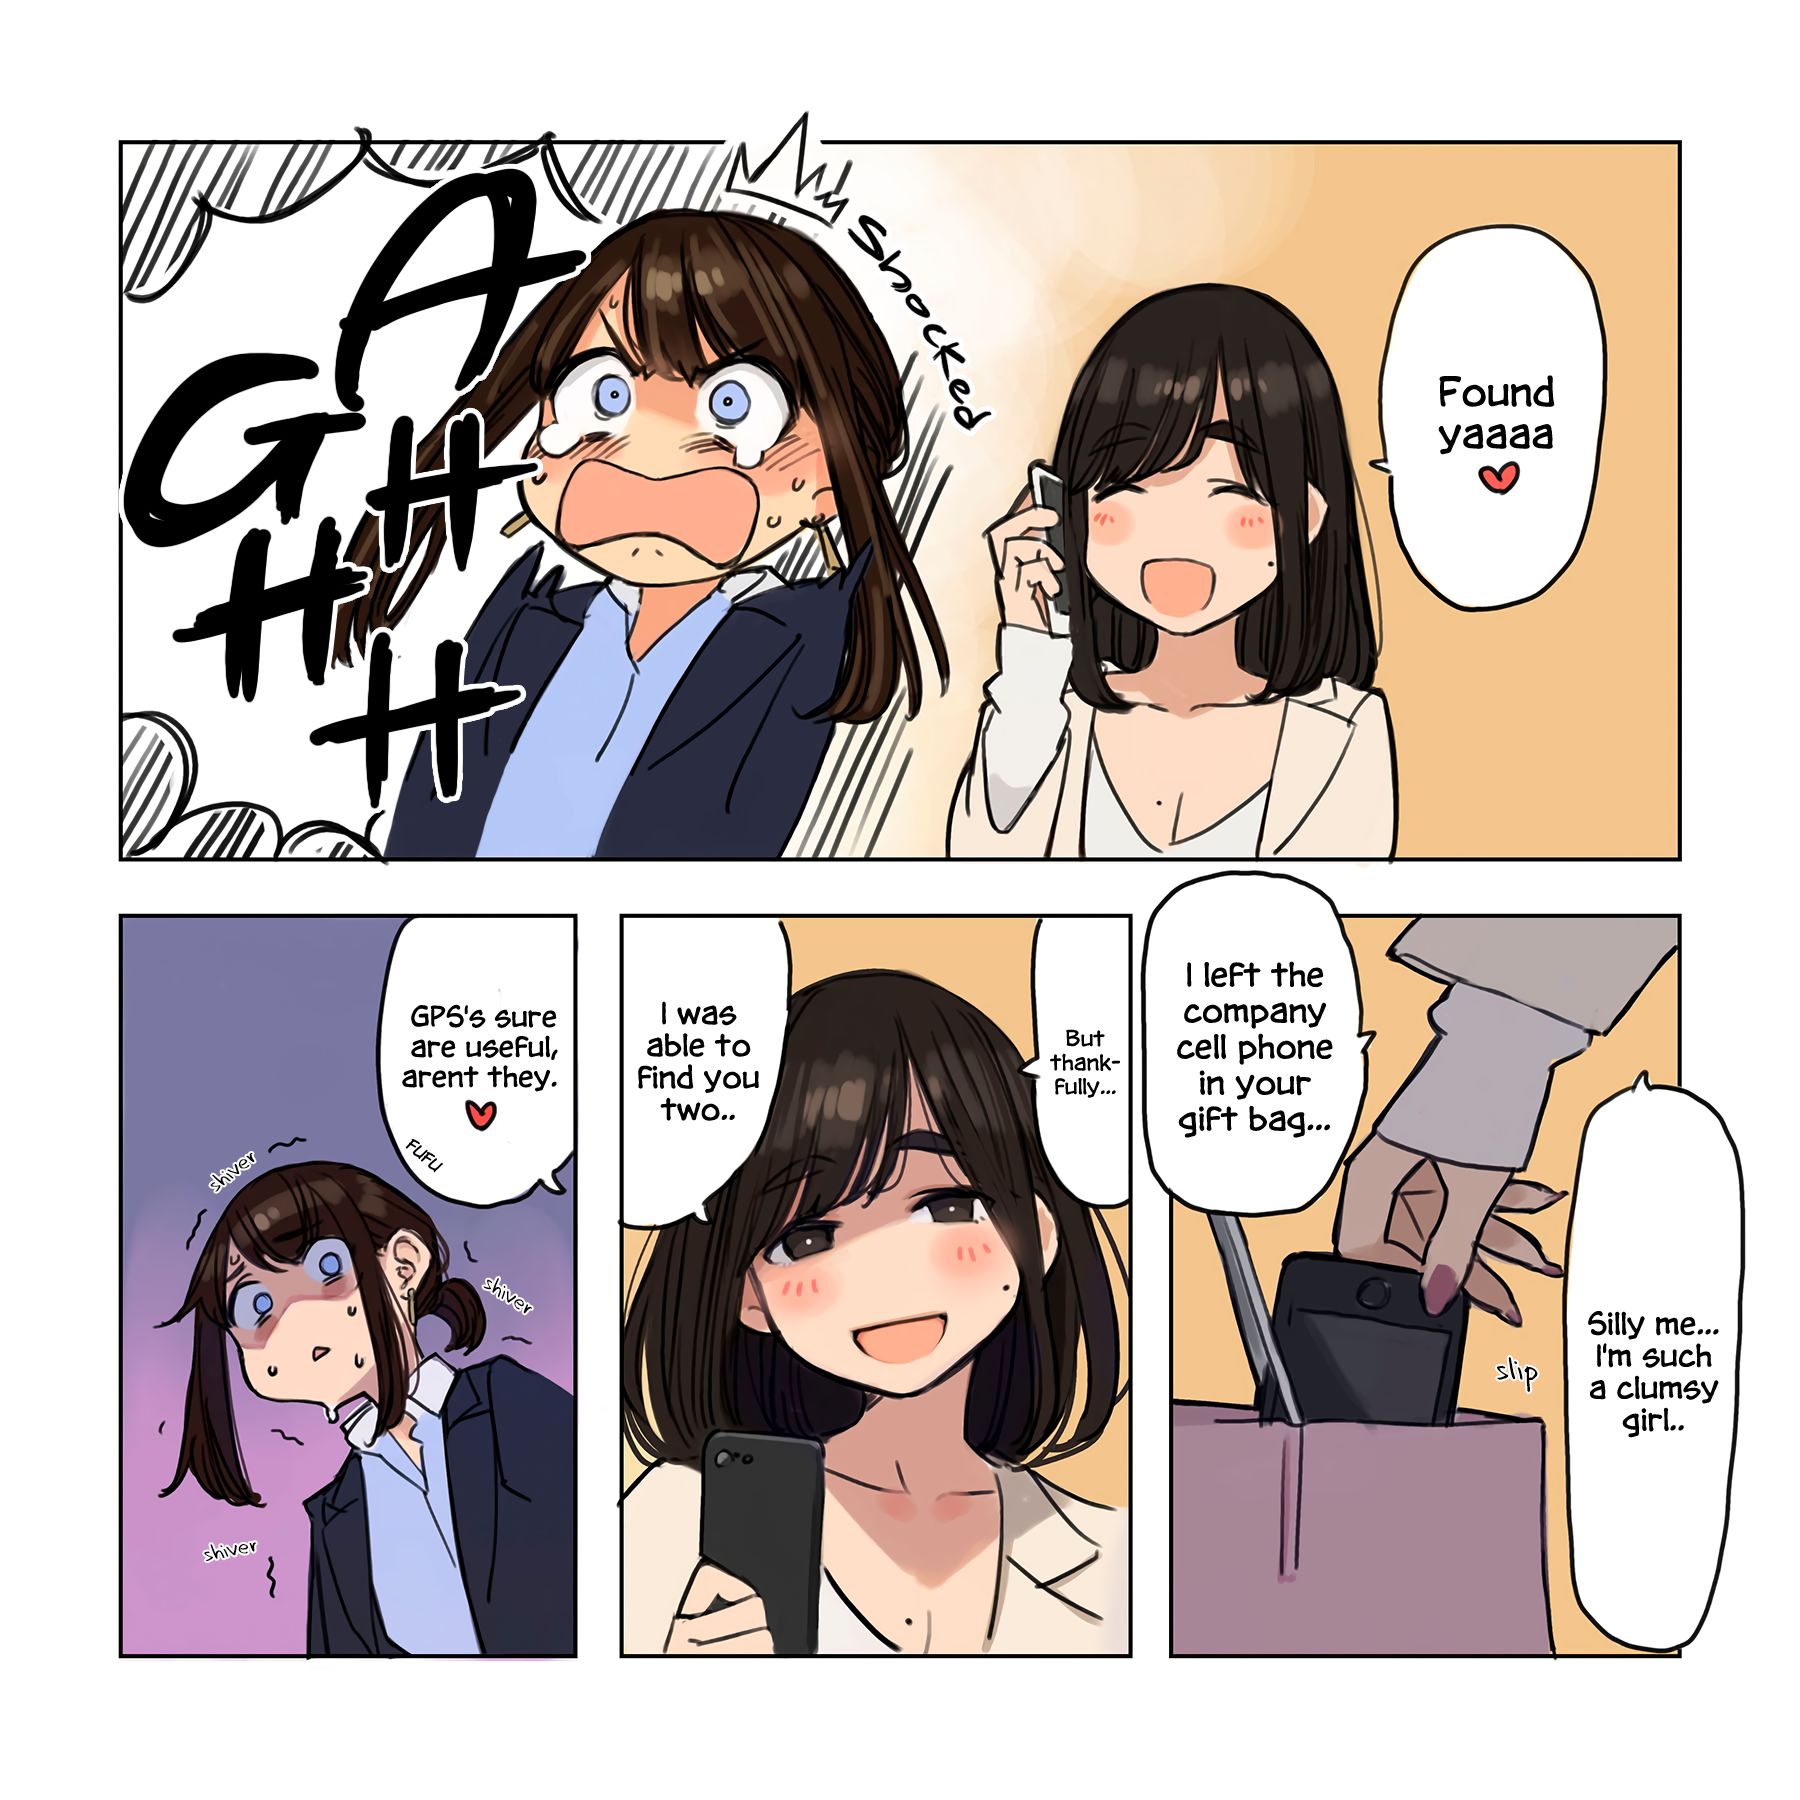 Found
yaaaa
Shocked
AGHHHH
Silly me...
I'm such
a clumsy
girl..
slip
I left the
company
cell phone
in your
gift bag...
But
thank-
fully...
I was
able to
find you
two..
GPS's sure
are useful,
arent they.
FUFU
shiver
shiver
shiver